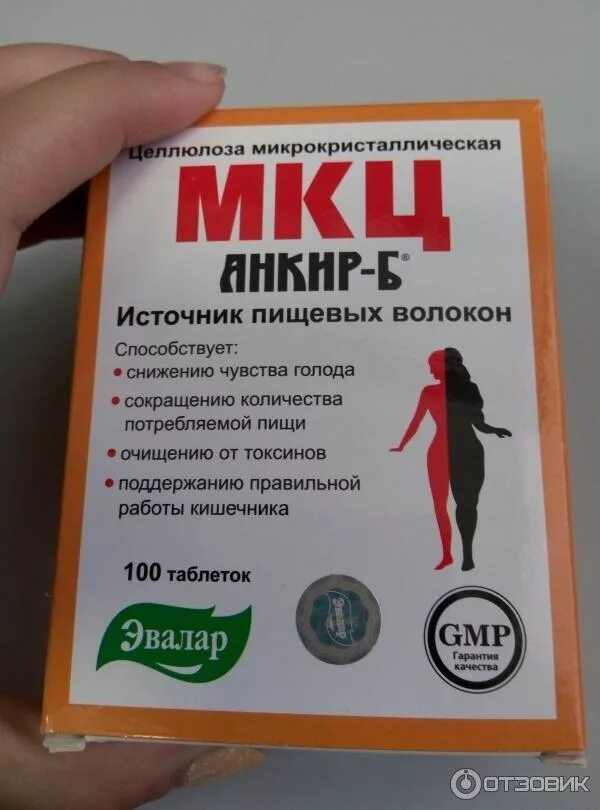 Целлюлоза микрокристаллическая
МКЦ
АНКИР-Б®
Источник пищевых волокон
Способствует:
• снижению чувства голода
• сокращению количества
потребляемой пищи
• очищению от токсинов
• поддержанию правильной
работы кишечника
100 таблеток
Эвалар
Эвалар
GMP
Гарантия
качества
ОТЗОВИК